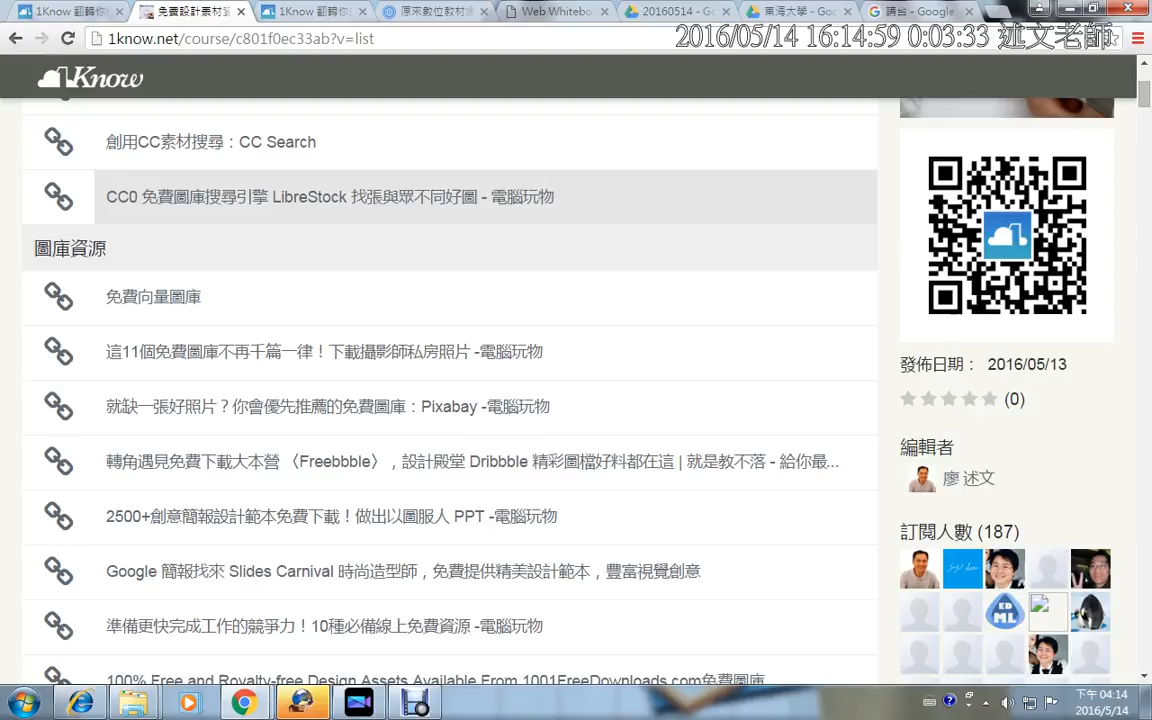 1Know 翻轉你
免費設計素材資
1Know 翻轉你
原來數位教材
Web Whitebo
20160514 - Go
東海大學 - Goo
講台 - Google
1know.net/course/c801f0ec33ab?v=list
2016/05/14 16:14:59 0:03:33 述文老師
1Know
創用CC素材搜尋：CC Search
CC0 免費圖庫搜尋引擎 LibreStock 找張與眾不同好圖 - 電腦玩物
圖庫資源
免費向量圖庫
這11個免費圖庫不再千篇一律！下載攝影師私房照片 -電腦玩物
就缺一張好照片？你會優先推薦的免費圖庫：Pixabay -電腦玩物
轉角遇見免費下載大本營 〈Freebbble〉，設計殿堂 Dribbble 精彩圖檔好料都在這 | 就是教不落 - 給你最...
2500+創意簡報設計範本免費下載！做出以圖服人 PPT -電腦玩物
Google 簡報找來 Slides Carnival 時尚造型師，免費提供精美設計範本，豐富視覺創意
準備更快完成工作的競爭力！10種必備線上免費資源 -電腦玩物
100% Free and Royalty-free Design Assets Available From 1001FreeDownloads.com免費圖庫
發佈日期： 2016/05/13
(0)
編輯者
廖 述文
訂閱人數 (187)
ED
ML
下午 04:14
2016/5/14